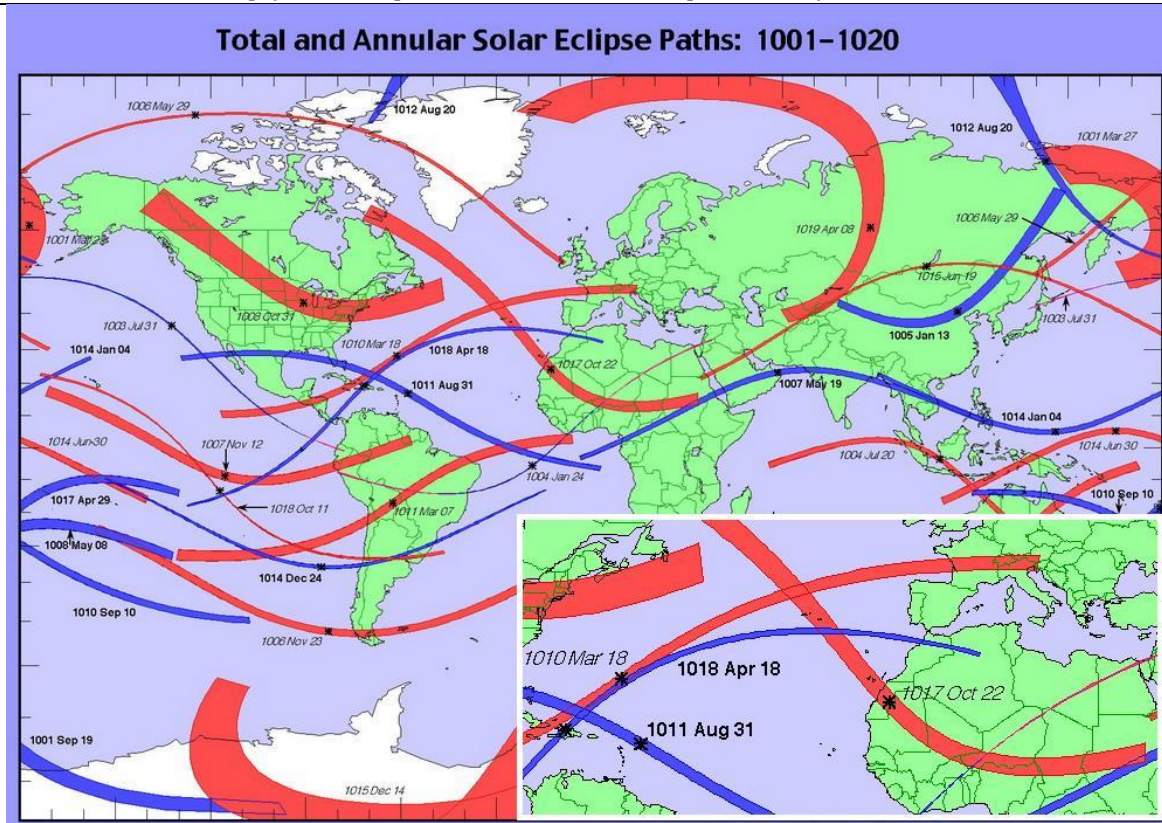 Total and Annular Solar Eclipse Paths: 1001–1020
1006 May 29
1012 Aug 20
1012 Aug 20
1001 Mar 27
1006 May 29
1001 Mar 27
1019 Apr 08
1015 Jun 19
1008 Oct 31
1003 Jul 31
1003 Jul 31
1005 Jan 13
1010 Mar 18
1018 Apr 18
1014 Jan 04
1017 Oct 22
1011 Aug 31
1007 May 19
1014 Jan 04
1014 Jun 30
1007 Nov 12
1014 Jun 30
1004 Jul 20
1004 Jan 24
1017 Apr 29
1010 Sep 10
1018 Oct 11
1011 Mar 07
1008 May 08
1014 Dec 24
1010 Sep 10
1006 Nov 23
1010 Mar 18
1018 Apr 18
1017 Oct 22
1011 Aug 31
1001 Sep 19
1015 Dec 14